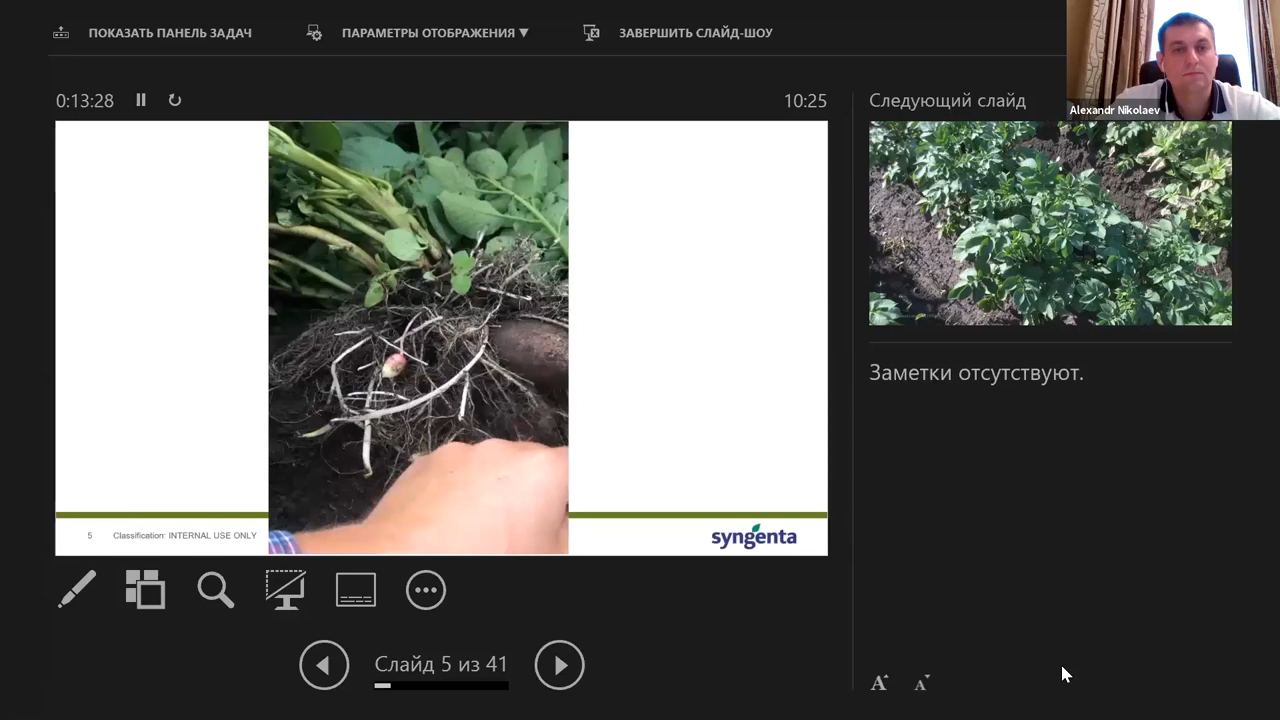 ПОКАЗАТЬ ПАНЕЛЬ ЗАДАЧ
ПАРАМЕТРЫ ОТОБРАЖЕНИЯ ▼
ЗАВЕРШИТЬ СЛАЙД-ШОУ
Alexandr Nikolaev
0:13:28
10:25
Следующий слайд
Заметки отсутствуют.
5 Classification: INTERNAL USE ONLY
syngenta
Слайд 5 из 41
A A